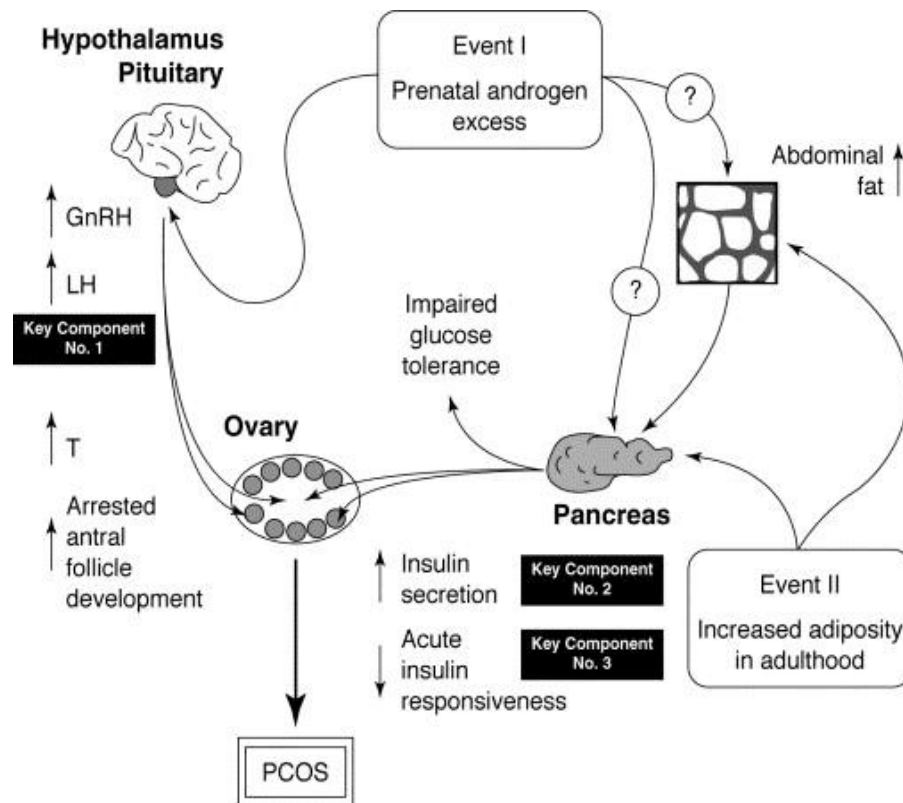 Hypothalamus
Pituitary
Event I
Prenatal androgen
excess
?
Abdominal
fat
GnRH
LH
Key Component
No. 1
?
Impaired
glucose
tolerance
T
Ovary
Arrested
antral
follicle
development
Pancreas
Insulin
secretion
Key Component
No. 2
Acute
insulin
responsiveness
Key Component
No. 3
Event II
Increased adiposity
in adulthood
PCOS